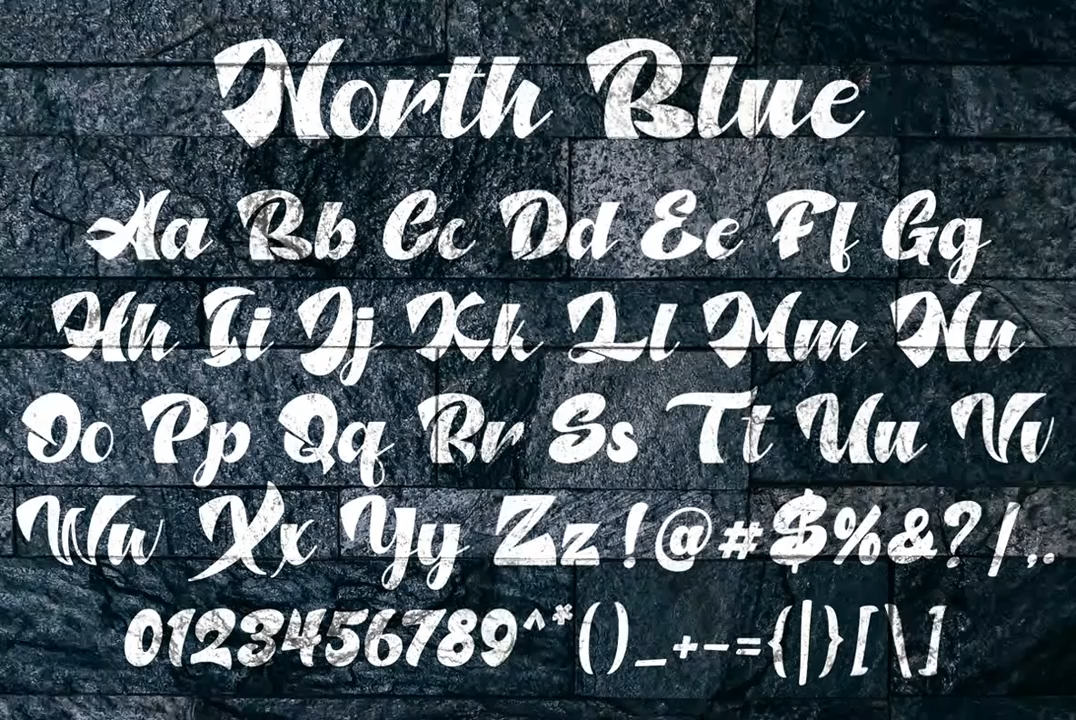 North Blue
Aa Bb Cc Dd Ee Ff Gg
Hh Ii Jj Kk Ll Mm Nn
Oo Pp Qq Rr Ss Tt Uu Vv
Ww Xx Yy Zz ! @ # $ % & ? / , .
0123456789^*()_+-={|}[\]